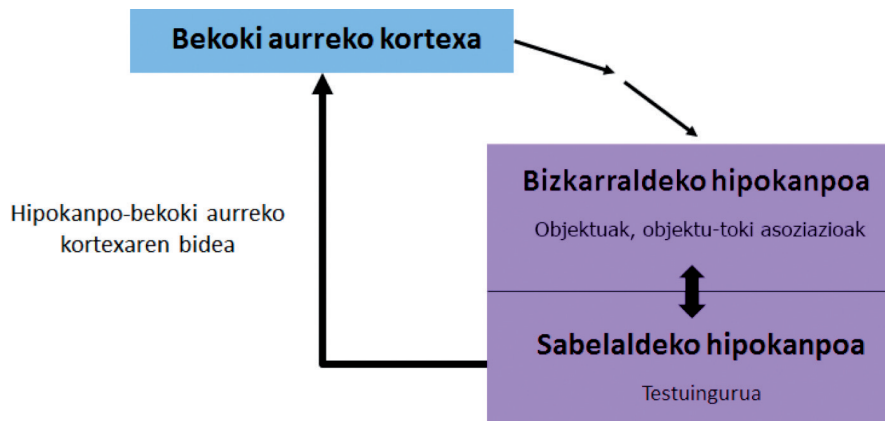 Bekoki aurreko kortexa
Bizkarraldeko hipokanpoa
Hipokanpo-bekoki aurreko
kortexaren bidea
Objektuak, objektu-toki asoziazioak
Sabelaldeko hipokanpoa
Testuingurua